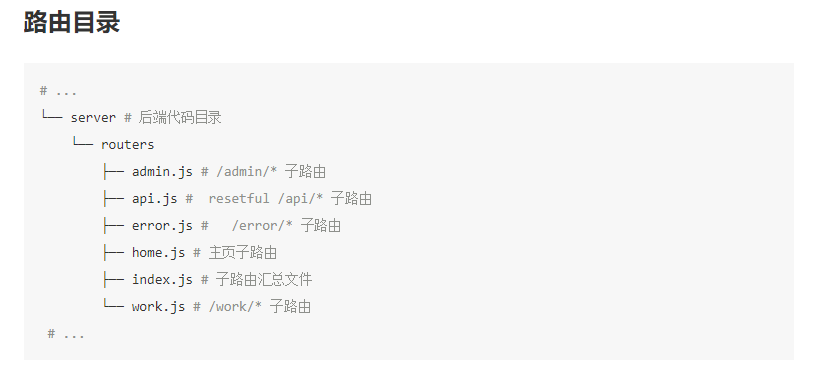 路由目录
# ...
└── server # 后端代码目录
    └── routers
        ├── admin.js # /admin/* 子路由
        ├── api.js #  resetful /api/* 子路由
        ├── error.js #   /error/* 子路由
        ├── home.js # 主页子路由
        ├── index.js # 子路由汇总文件
        └── work.js # /work/* 子路由
 # ...